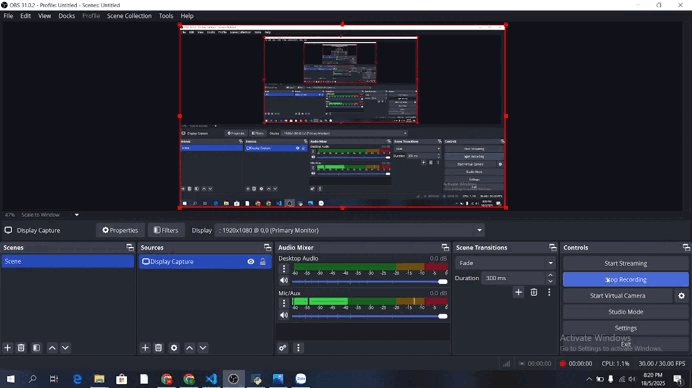 OBS 31.0.2 - Profile: Untitled - Scenes: Untitled
File Edit View Docks Profile Scene Collection Tools Help
47% Scale to Window
Display Capture Properties Filters Display : 1920x1080 @ 0,0 (Primary Monitor)
Scenes
Scene
Sources
Display Capture
Audio Mixer
Desktop Audio 0.0 dB
-60 -55 -50 -45 -40 -35 -30 -25 -20 -15 -10 -5 0
Mic/Aux 0.0 dB
-60 -55 -50 -45 -40 -35 -30 -25 -20 -15 -10 -5 0
Scene Transitions
Fade
Duration 300 ms
Controls
Start Streaming
Stop Recording
Start Virtual Camera
Studio Mode
Settings
Exit
Activate Windows
Go to Settings to activate Windows.
00:00:00 00:00:00 CPU: 1.1% 30.00 / 30.00 FPS
8:20 PM
18/5/2025